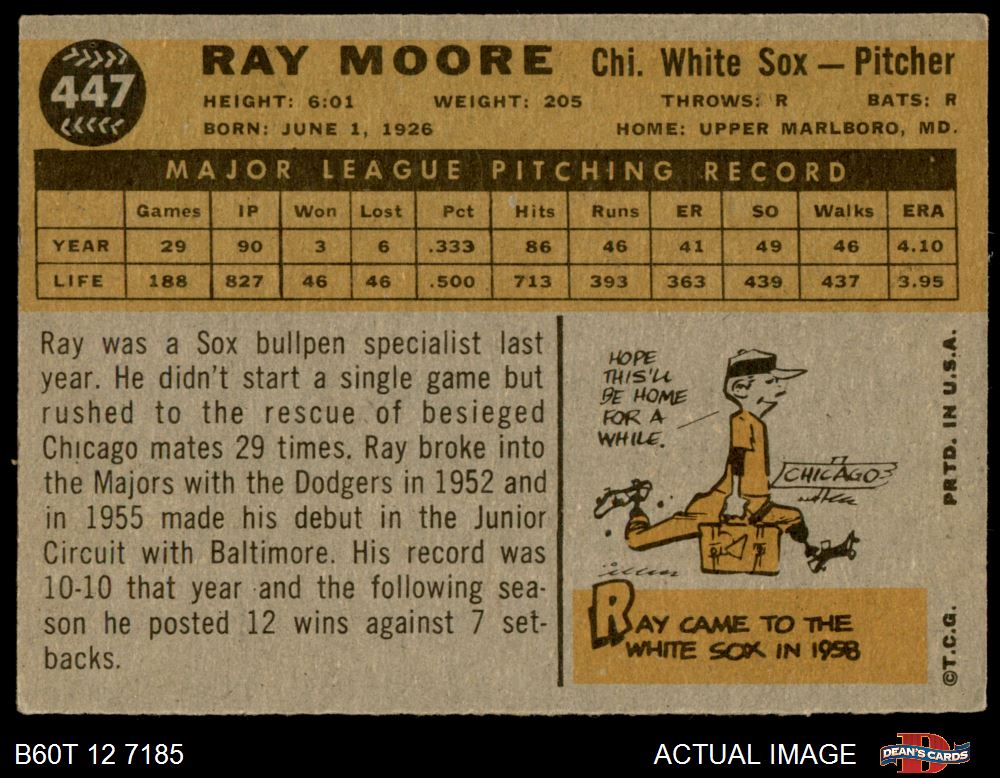 447
RAY MOORE Chi. White Sox — Pitcher
HEIGHT: 6:01 WEIGHT: 205 THROWS: R BATS: R
BORN: JUNE 1, 1926 HOME: UPPER MARLBORO, MD.
MAJOR LEAGUE PITCHING RECORD
Games IP Won Lost Pct Hits Runs ER SO Walks ERA
YEAR 29 90 3 6 .333 86 46 41 49 46 4.10
LIFE 188 827 46 46 .500 713 393 363 439 437 3.95
Ray was a Sox bullpen specialist last
year. He didn't start a single game but
rushed to the rescue of besieged
Chicago mates 29 times. Ray broke into
the Majors with the Dodgers in 1952 and
in 1955 made his debut in the Junior
Circuit with Baltimore. His record was
10-10 that year and the following sea-
son he posted 12 wins against 7 set-
backs.
HOPE
THIS'LL
BE HOME
FOR A
WHILE.
CHICAGO
RAY CAME TO THE
WHITE SOX IN 1958
©T.C.G. PRTD. IN U.S.A.
B60T 12 7185 ACTUAL IMAGE
D
DEAN'S CARDS